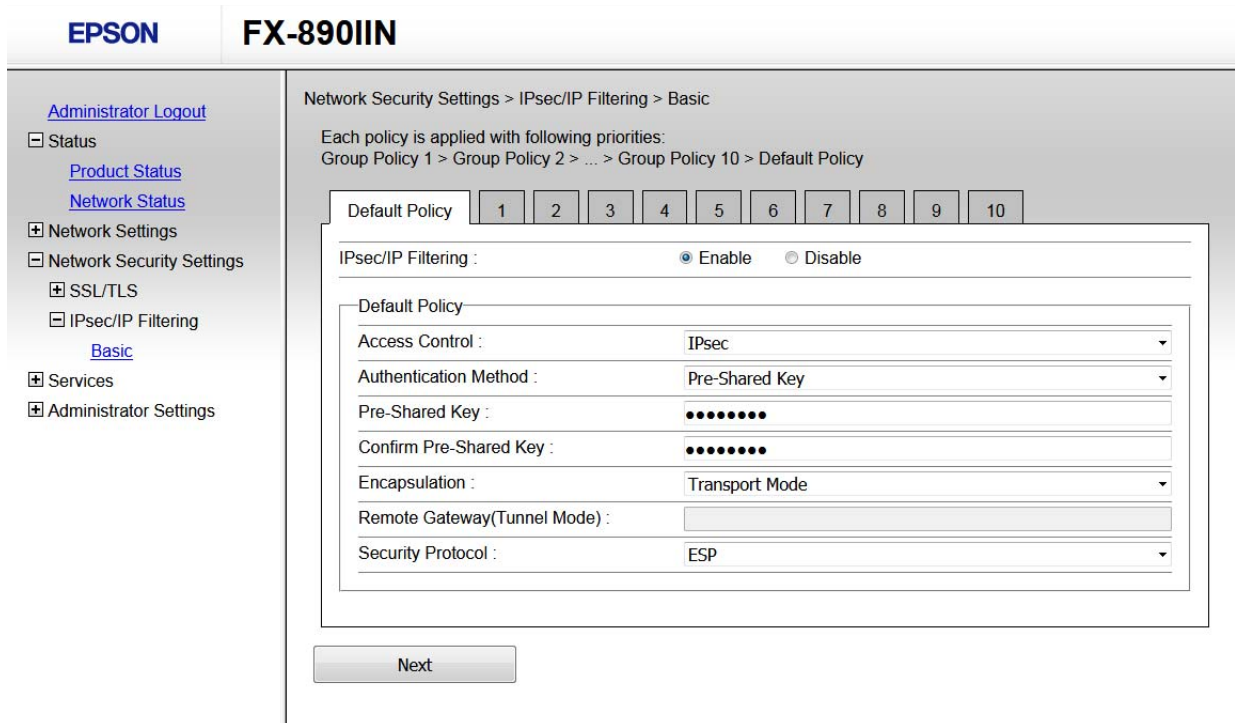 EPSON
FX-890IIN
Administrator Logout
Status
Product Status
Network Status
Network Settings
Network Security Settings
SSL/TLS
IPsec/IP Filtering
Basic
Services
Administrator Settings
Network Security Settings > IPsec/IP Filtering > Basic
Each policy is applied with following priorities:
Group Policy 1 > Group Policy 2 > ... > Group Policy 10 > Default Policy
Default Policy 1 2 3 4 5 6 7 8 9 10
IPsec/IP Filtering : Enable Disable
Default Policy
Access Control : IPsec
Authentication Method : Pre-Shared Key
Pre-Shared Key : ●●●●●●●●
Confirm Pre-Shared Key : ●●●●●●●●
Encapsulation : Transport Mode
Remote Gateway(Tunnel Mode) :
Security Protocol : ESP
Next